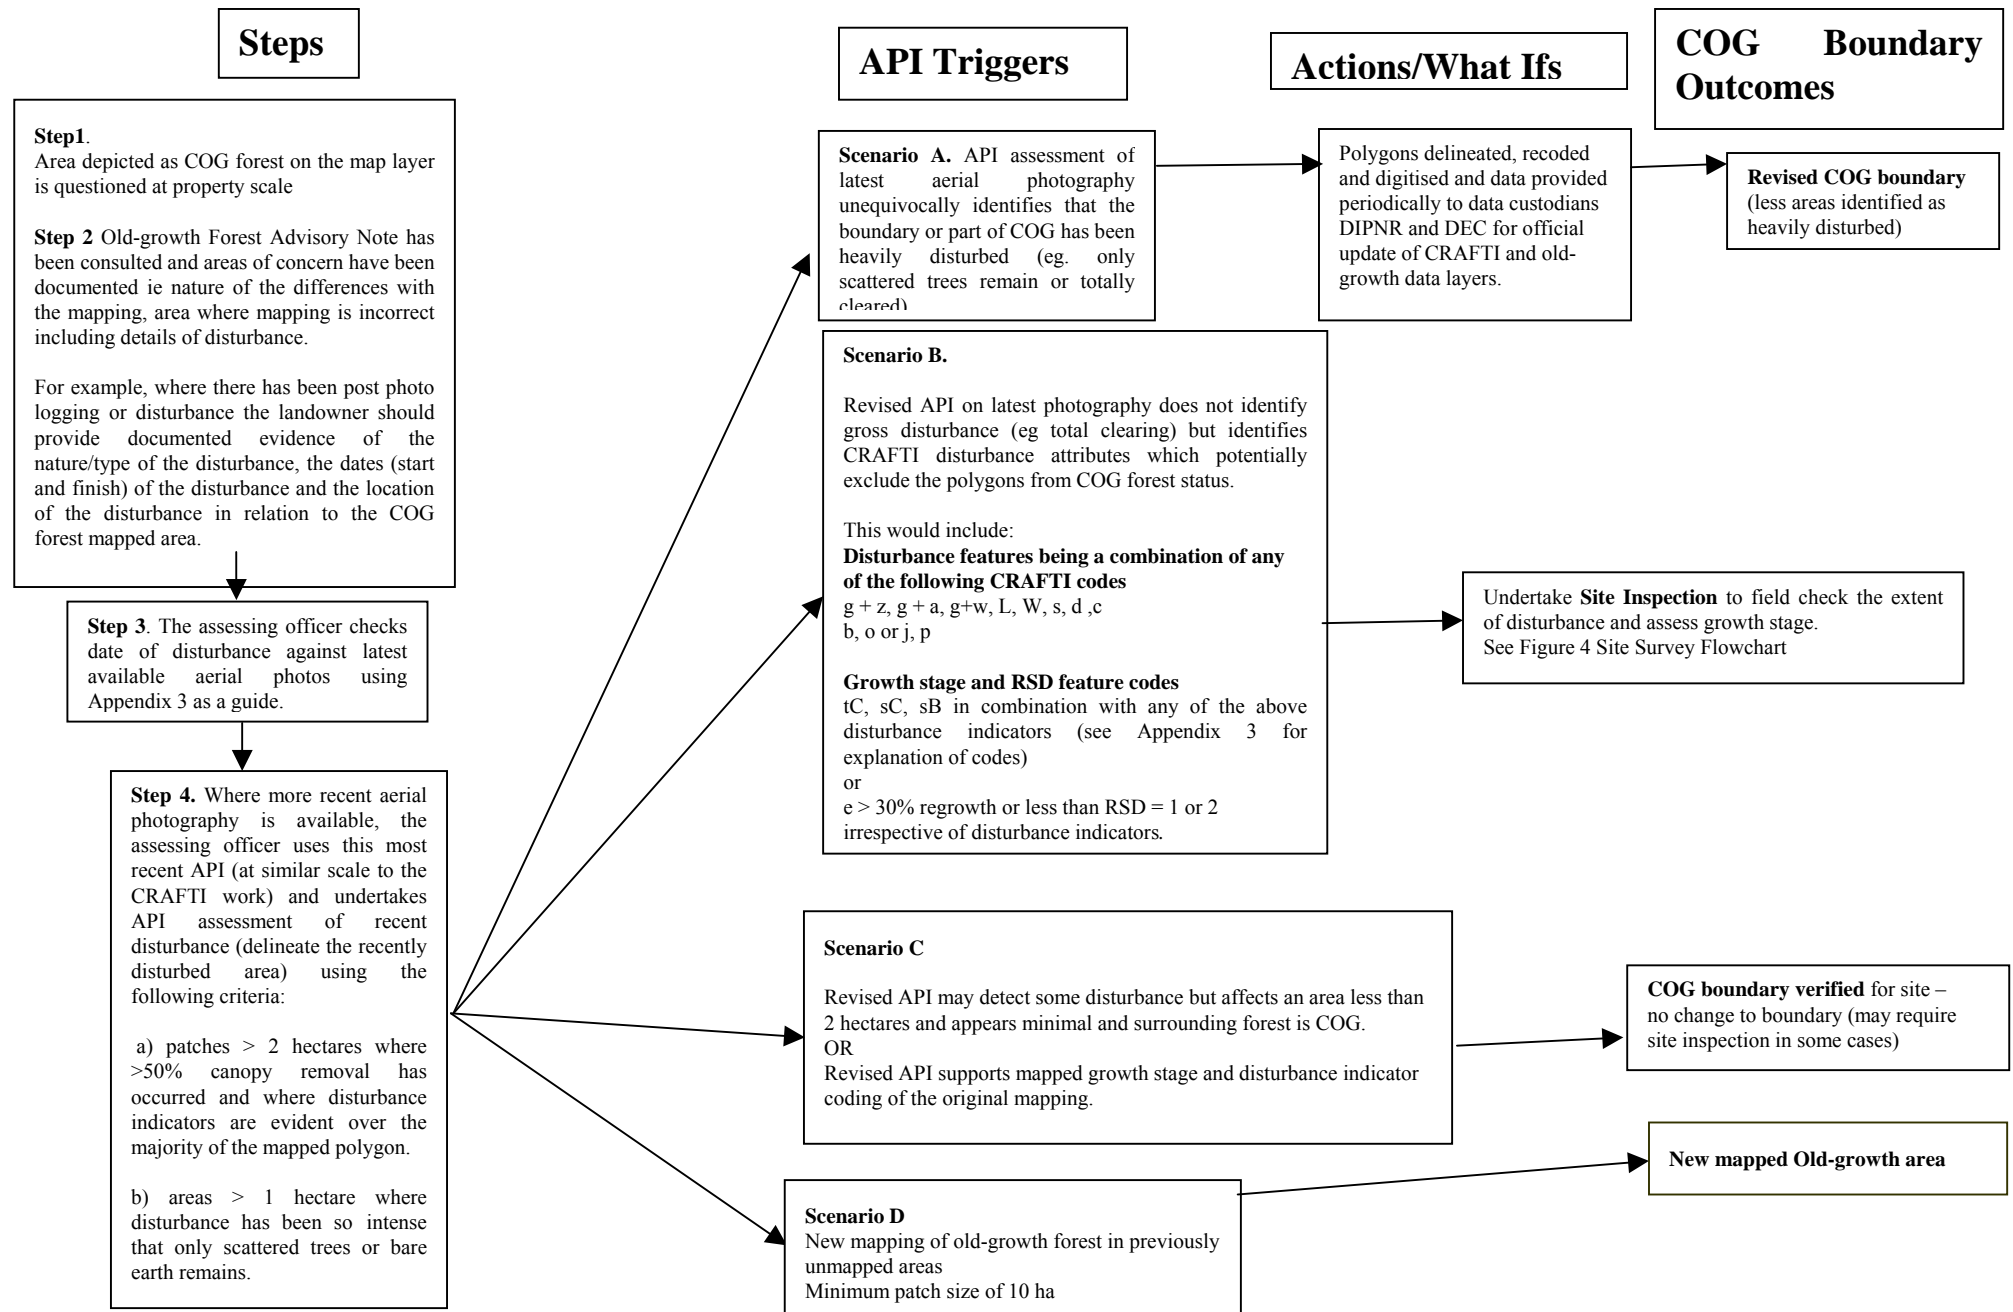 Steps
API Triggers
Actions/What Ifs
COG Boundary
Outcomes
Step1.
Area depicted as COG forest on the map layer
is questioned at property scale
Step 2 Old-growth Forest Advisory Note has
been consulted and areas of concern have been
documented ie nature of the differences with
the mapping, area where mapping is incorrect
including details of disturbance.
For example, where there has been post photo
logging or disturbance the landowner should
provide documented evidence of the
nature/type of the disturbance, the dates (start
and finish) of the disturbance and the location
of the disturbance in relation to the COG
forest mapped area.
Step 3. The assessing officer checks
date of disturbance against latest
available aerial photos using
Appendix 3 as a guide.
Step 4. Where more recent aerial
photography is available, the
assessing officer uses this most
recent API (at similar scale to the
CRAFTI work) and undertakes
API assessment of recent
disturbance (delineate the recently
disturbed area) using the
following criteria:
a) patches > 2 hectares where
>50% canopy removal has
occurred and where disturbance
indicators are evident over the
majority of the mapped polygon.
b) areas > 1 hectare where
disturbance has been so intense
that only scattered trees or bare
earth remains.
Scenario A. API assessment of
latest aerial photography
unequivocally identifies that the
boundary or part of COG has been
heavily disturbed (eg. only
scattered trees remain or totally
cleared)
Polygons delineated, recoded
and digitised and data provided
periodically to data custodians
DIPNR and DEC for official
update of CRAFTI and old-
growth data layers.
Revised COG boundary
(less areas identified as
heavily disturbed)
Scenario B.
Revised API on latest photography does not identify
gross disturbance (eg total clearing) but identifies
CRAFTI disturbance attributes which potentially
exclude the polygons from COG forest status.
This would include:
Disturbance features being a combination of any
of the following CRAFTI codes
g + z, g + a, g+w, L, W, s, d ,c
b, o or j, p
Growth stage and RSD feature codes
tC, sC, sB in combination with any of the above
disturbance indicators (see Appendix 3 for
explanation of codes)
or
e > 30% regrowth or less than RSD = 1 or 2
irrespective of disturbance indicators.
Undertake Site Inspection to field check the extent
of disturbance and assess growth stage.
See Figure 4 Site Survey Flowchart
Scenario C
Revised API may detect some disturbance but affects an area less than
2 hectares and appears minimal and surrounding forest is COG.
OR
Revised API supports mapped growth stage and disturbance indicator
coding of the original mapping.
COG boundary verified for site –
no change to boundary (may require
site inspection in some cases)
Scenario D
New mapping of old-growth forest in previously
unmapped areas
Minimum patch size of 10 ha
New mapped Old-growth area